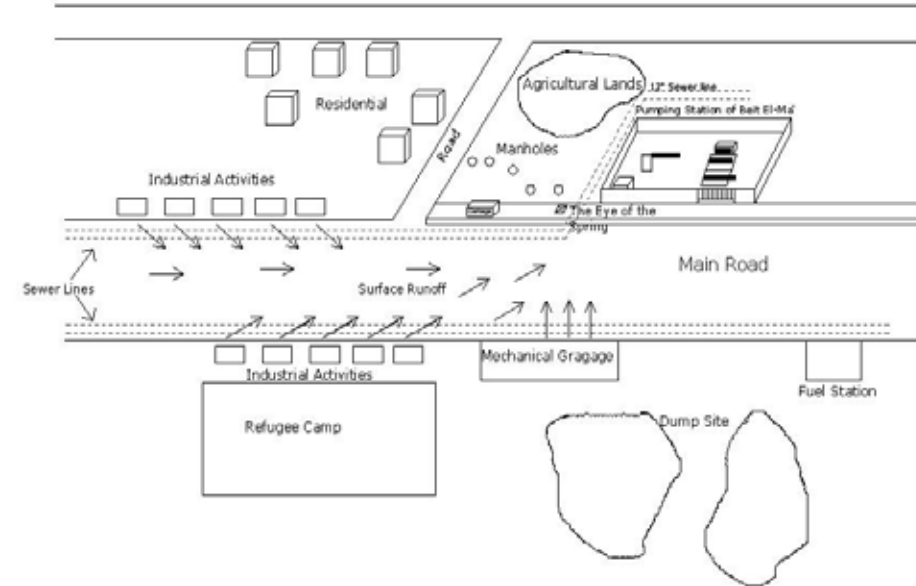 Agricultural Lands
12" Sewer line
Pumping Station of Beit El-Ma'
Residential
Road
Manholes
Industrial Activities
The Eye of the
Spring
Main Road
Sewer Lines
Surface Runoff
Mechanical Gragage
Industrial Activities
Fuel Station
Refugee Camp
Dump Site